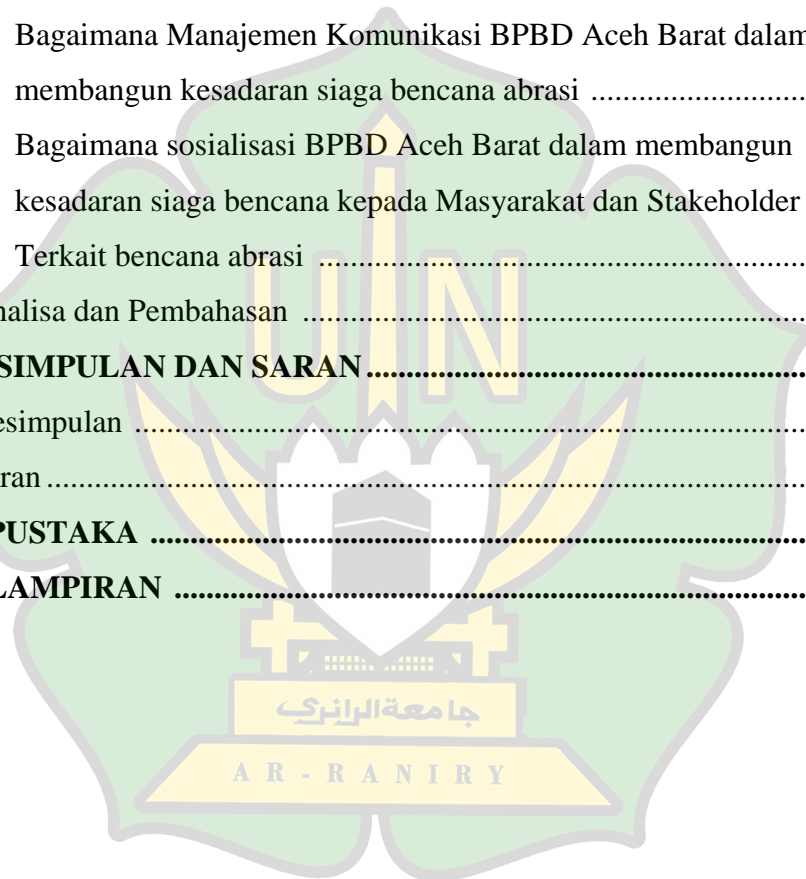 Bagaimana Manajemen Komunikasi BPBD Aceh Barat dalam
membangun kesadaran siaga bencana abrasi ..........................
Bagaimana sosialisasi BPBD Aceh Barat dalam membangun
kesadaran siaga bencana kepada Masyarakat dan Stakeholder
Terkait bencana abrasi ............................................................
nalisa dan Pembahasan ..............................................................
SIMPULAN DAN SARAN ......................................................
esimpulan .................................................................................
ran ............................................................................................
PUSTAKA ................................................................................
LAMPIRAN .............................................................................
UIN
جامعة الرانري
AR-RANIRY